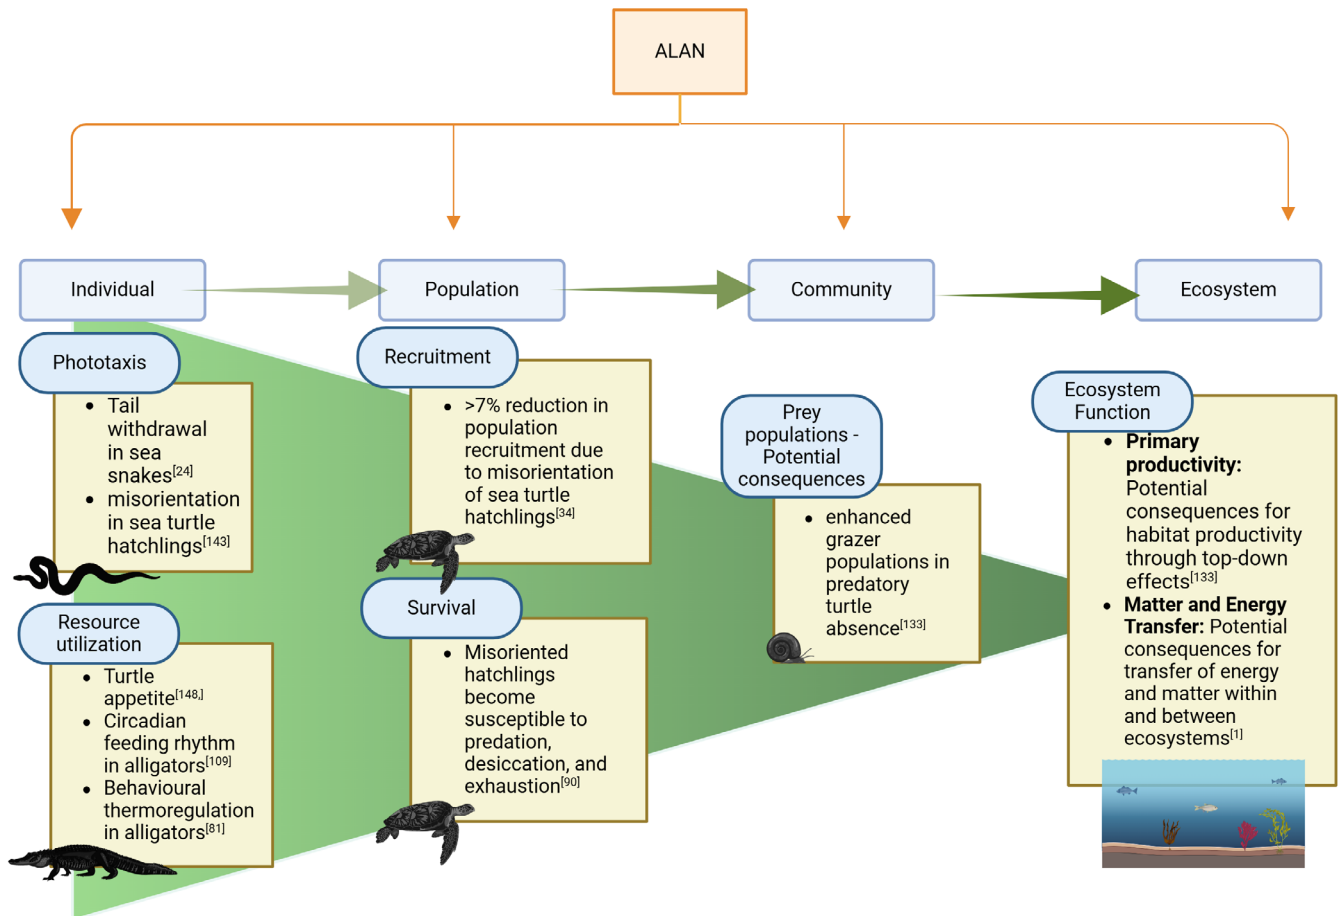 ALAN
Individual
Population
Community
Ecosystem
Phototaxis
• Tail
withdrawal
in sea
snakes[24]
• misorientation
in sea turtle
hatchlings[143]
Resource
utilization
• Turtle
appetite[148,]
• Circadian
feeding rhythm
in alligators[109]
• Behavioural
thermoregulation
in alligators[81]
Recruitment
• >7% reduction in
population
recruitment due
to misorientation
of sea turtle
hatchlings[34]
Survival
• Misoriented
hatchlings
become
susceptible to
predation,
desiccation, and
exhaustion[90]
Prey
populations -
Potential
consequences
• enhanced
grazer
populations in
predatory
turtle
absence[133]
Ecosystem
Function
• Primary
productivity:
Potential
consequences for
habitat productivity
through top-down
effects[133]
• Matter and Energy
Transfer: Potential
consequences for
transfer of energy
and matter within
and between
ecosystems[1]